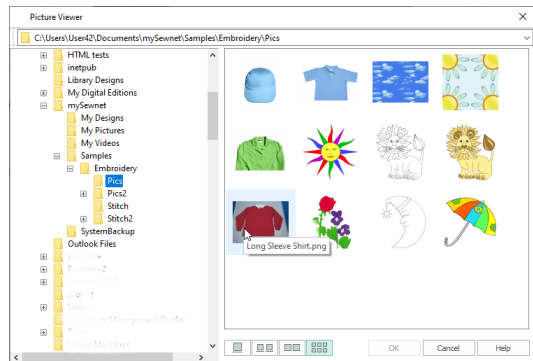 Picture Viewer
C:\Users\User42\Documents\mySewnet\Samples\Embroidery\Pics
HTML tests
inetpub
Library Designs
My Digital Editions
mySewnet
My Designs
My Pictures
My Videos
Samples
Embroidery
Pics
Pics2
Stitch
Stitch2
SystemBackup
Outlook Files
Management Studio
Long Sleeve Shirt.png
OK
Cancel
Help